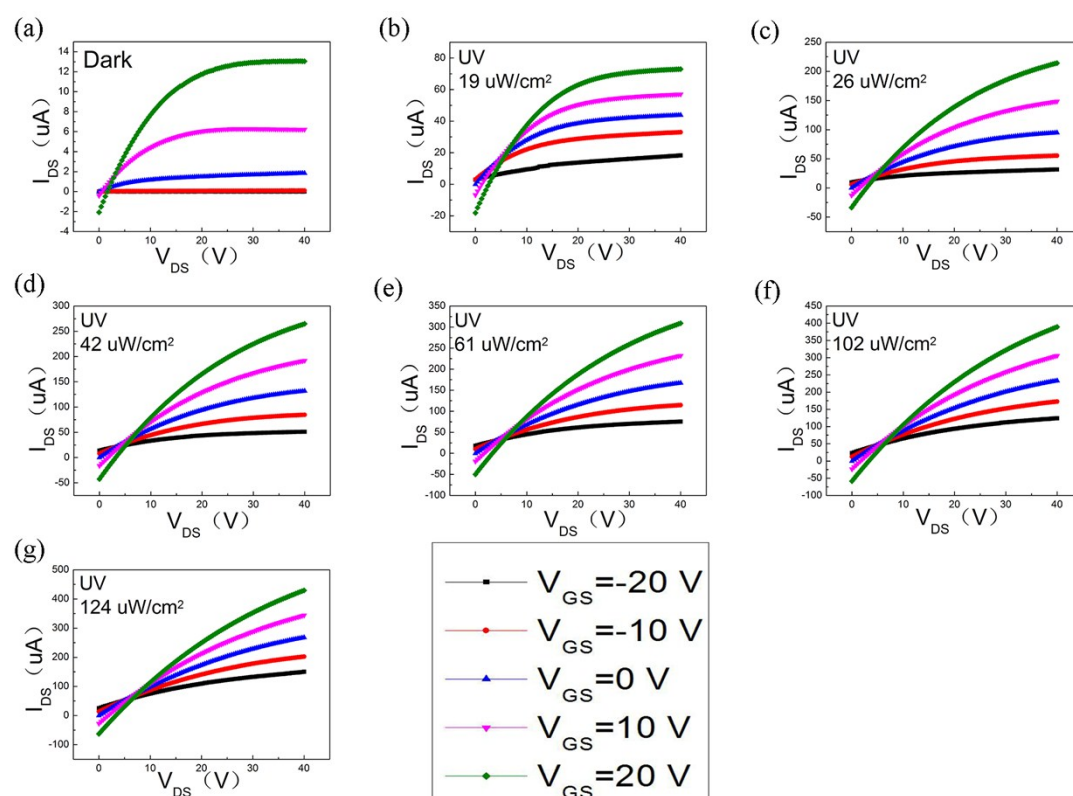 (a)
Dark
14
12
10
8
6
4
2
0
-2
-4
I_DS (uA)
0 10 20 30 40
V_DS (V)
(b)
UV
19 uW/cm²
80
60
40
20
0
-20
I_DS (uA)
0 10 20 30 40
V_DS (V)
(c)
UV
26 uW/cm²
250
200
150
100
50
0
-50
I_DS (uA)
0 10 20 30 40
V_DS (V)
(d)
UV
42 uW/cm²
300
250
200
150
100
50
0
-50
I_DS (uA)
0 10 20 30 40
V_DS (V)
(e)
UV
61 uW/cm²
350
300
250
200
150
100
50
0
-50
-100
I_DS (uA)
0 10 20 30 40
V_DS (V)
(f)
UV
102 uW/cm²
450
400
350
300
250
200
150
100
50
0
-50
-100
I_DS (uA)
0 10 20 30 40
V_DS (V)
(g)
UV
124 uW/cm²
500
400
300
200
100
0
-100
I_DS (uA)
0 10 20 30 40
V_DS (V)
V_GS=-20 V
V_GS=-10 V
V_GS=0 V
V_GS=10 V
V_GS=20 V